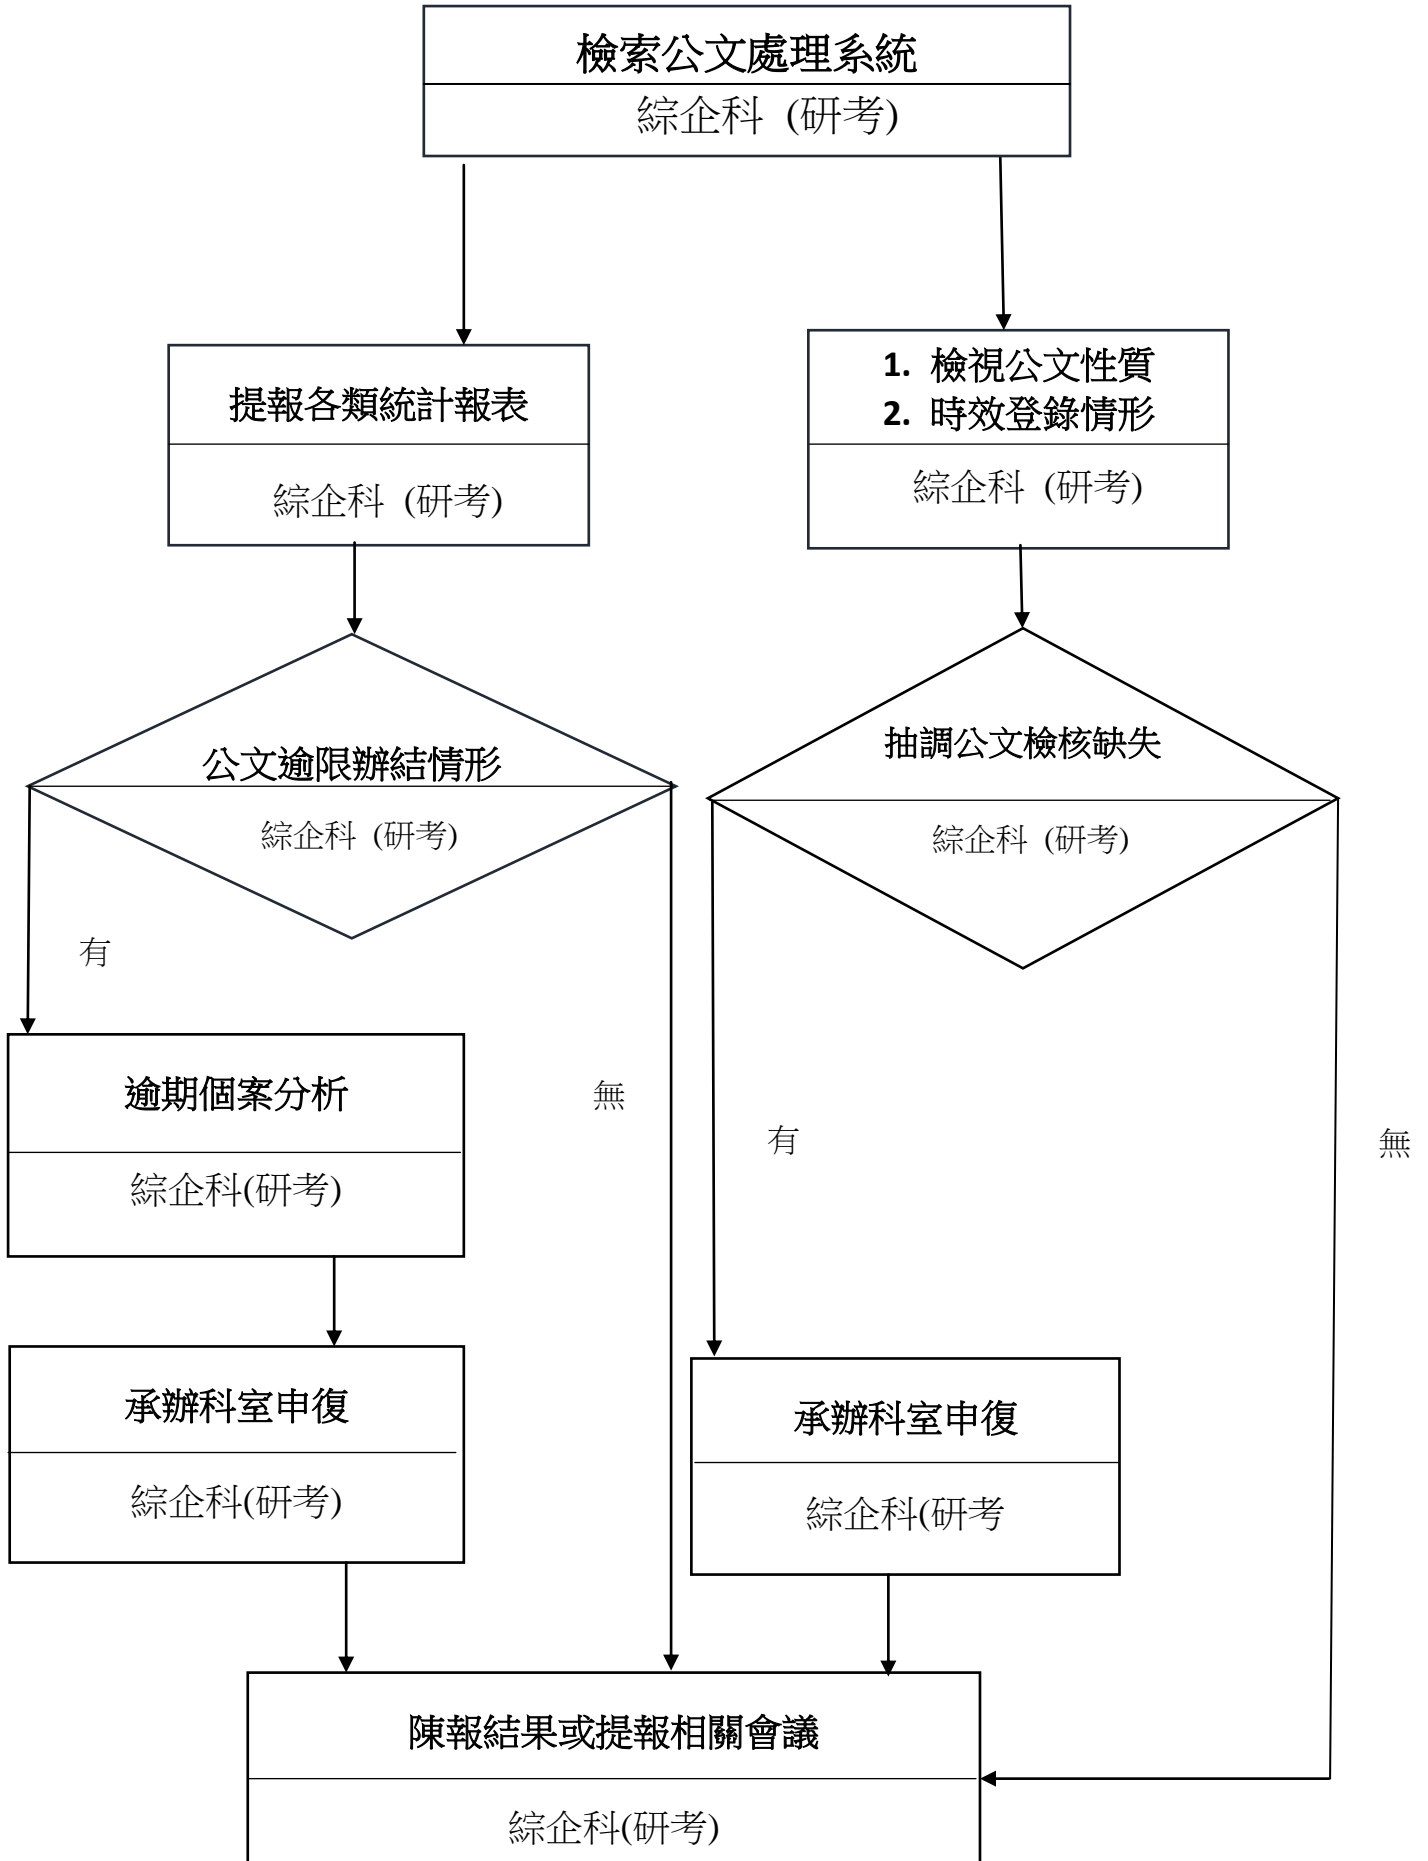 檢索公文處理系統
綜企科 (研考)
提報各類統計報表
綜企科 (研考)
1. 檢視公文性質
2. 時效登錄情形
綜企科 (研考)
公文逾限辦結情形
綜企科 (研考)
抽調公文檢核缺失
綜企科 (研考)
有
無
有
無
逾期個案分析
綜企科(研考)
承辦科室申復
綜企科(研考)
承辦科室申復
綜企科(研考
陳報結果或提報相關會議
綜企科(研考)